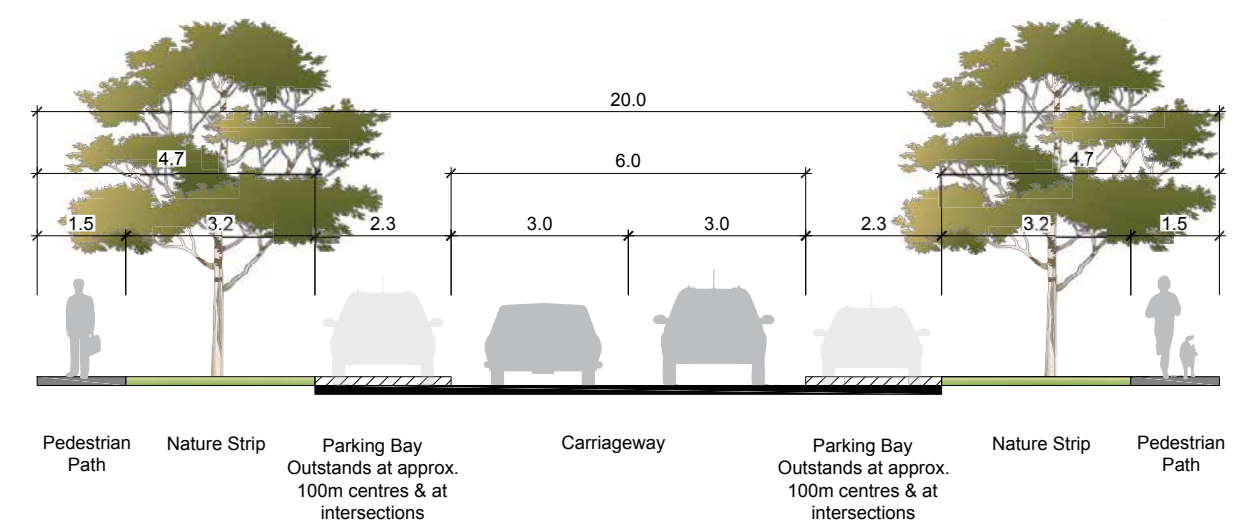 20.0
4.7
6.0
4.7
1.5
3.2
2.3
3.0
3.0
2.3
3.2
1.5
Pedestrian
Path
Nature Strip
Parking Bay
Outstands at approx.
100m centres & at
intersections
Carriageway
Parking Bay
Outstands at approx.
100m centres & at
intersections
Nature Strip
Pedestrian
Path